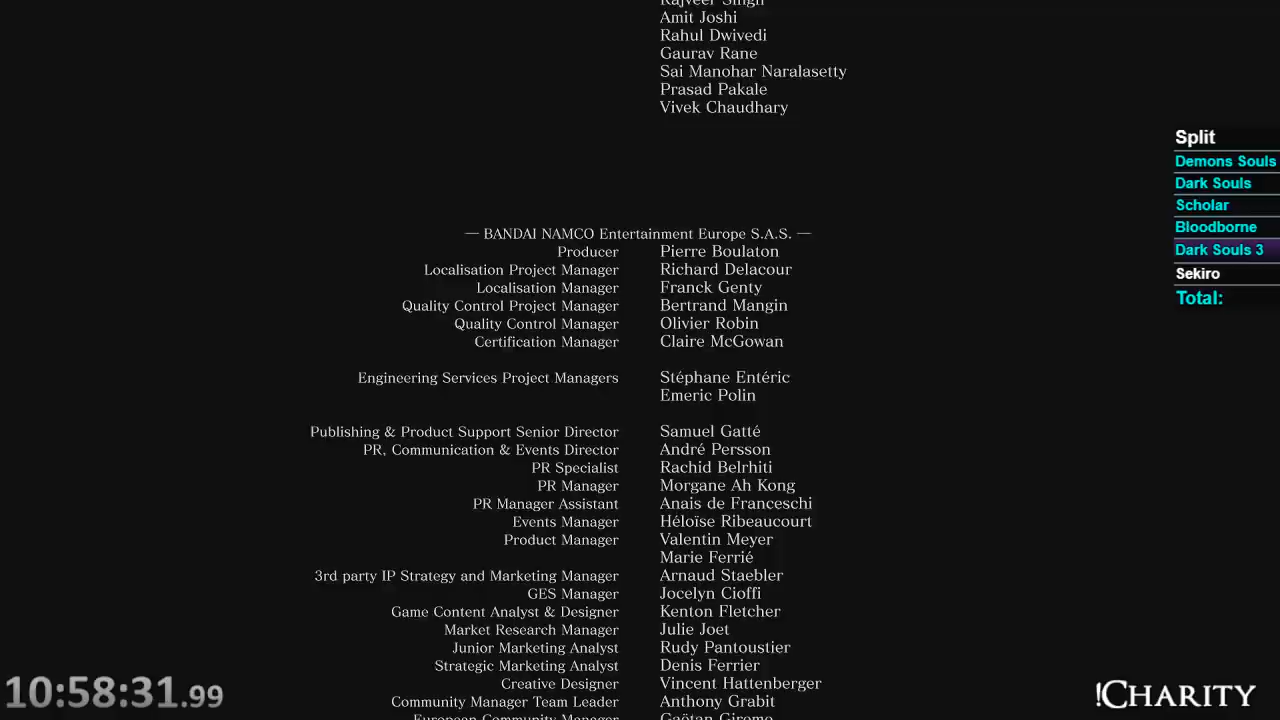 Rajveer Singh
Amit Joshi
Rahul Dwivedi
Gaurav Rane
Sai Manohar Naralasetty
Prasad Pakale
Vivek Chaudhary
— BANDAI NAMCO Entertainment Europe S.A.S. —
Producer Pierre Boulaton
Localisation Project Manager Richard Delacour
Localisation Manager Franck Genty
Quality Control Project Manager Bertrand Mangin
Quality Control Manager Olivier Robin
Certification Manager Claire McGowan
Engineering Services Project Managers Stéphane Entéric
Emeric Polin
Publishing & Product Support Senior Director Samuel Gatté
PR, Communication & Events Director André Persson
PR Specialist Rachid Belrhiti
PR Manager Morgane Ah Kong
PR Manager Assistant Anais de Franceschi
Events Manager Héloïse Ribeaucourt
Product Manager Valentin Meyer
Marie Ferrié
3rd party IP Strategy and Marketing Manager Arnaud Staebler
GES Manager Jocelyn Cioffi
Game Content Analyst & Designer Kenton Fletcher
Market Research Manager Julie Joet
Junior Marketing Analyst Rudy Pantoustier
Strategic Marketing Analyst Denis Ferrier
Creative Designer Vincent Hattenberger
Community Manager Team Leader Anthony Grabit
European Community Manager Gaëtan Giromo
Split
Demons Souls
Dark Souls
Scholar
Bloodborne
Dark Souls 3
Sekiro
Total:
10:58:31.99
!CHARITY